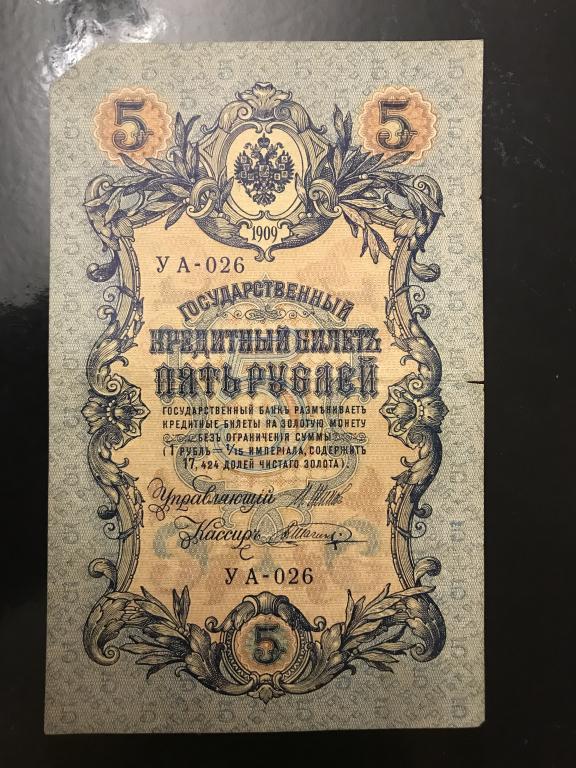 5 5
1909
УА-026
ГОСУДАРСТВЕННЫЙ
КРЕДИТНЫЙ БИЛЕТЪ
ПЯТЬ РУБЛЕЙ
ГОСУДАРСТВЕННЫЙ БАНКЪ РАЗМѢНИВАЕТЪ
КРЕДИТНЫЕ БИЛЕТЫ НА ЗОЛОТУЮ МОНЕТУ
БЕЗЪ ОГРАНИЧЕНІЯ СУММЫ
(1 РУБЛЬ = 1/15 ИМПЕРІАЛА, СОДЕРЖИТЪ
17,424 ДОЛЕЙ ЧИСТАГО ЗОЛОТА).
Управляющій
Кассиръ
УА-026
5